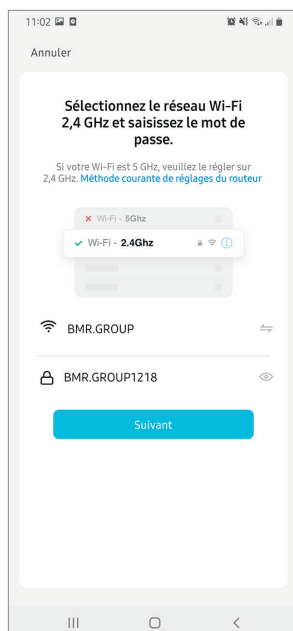 11:02
Annuler
Sélectionnez le réseau Wi-Fi
2,4 GHz et saisissez le mot de
passe.
Si votre Wi-Fi est 5 GHz, veuillez le régler sur
2,4 GHz. Méthode courante de réglages du routeur
Wi-Fi - 5Ghz
Wi-Fi - 2.4Ghz
BMR.GROUP
BMR.GROUP1218
Suivant